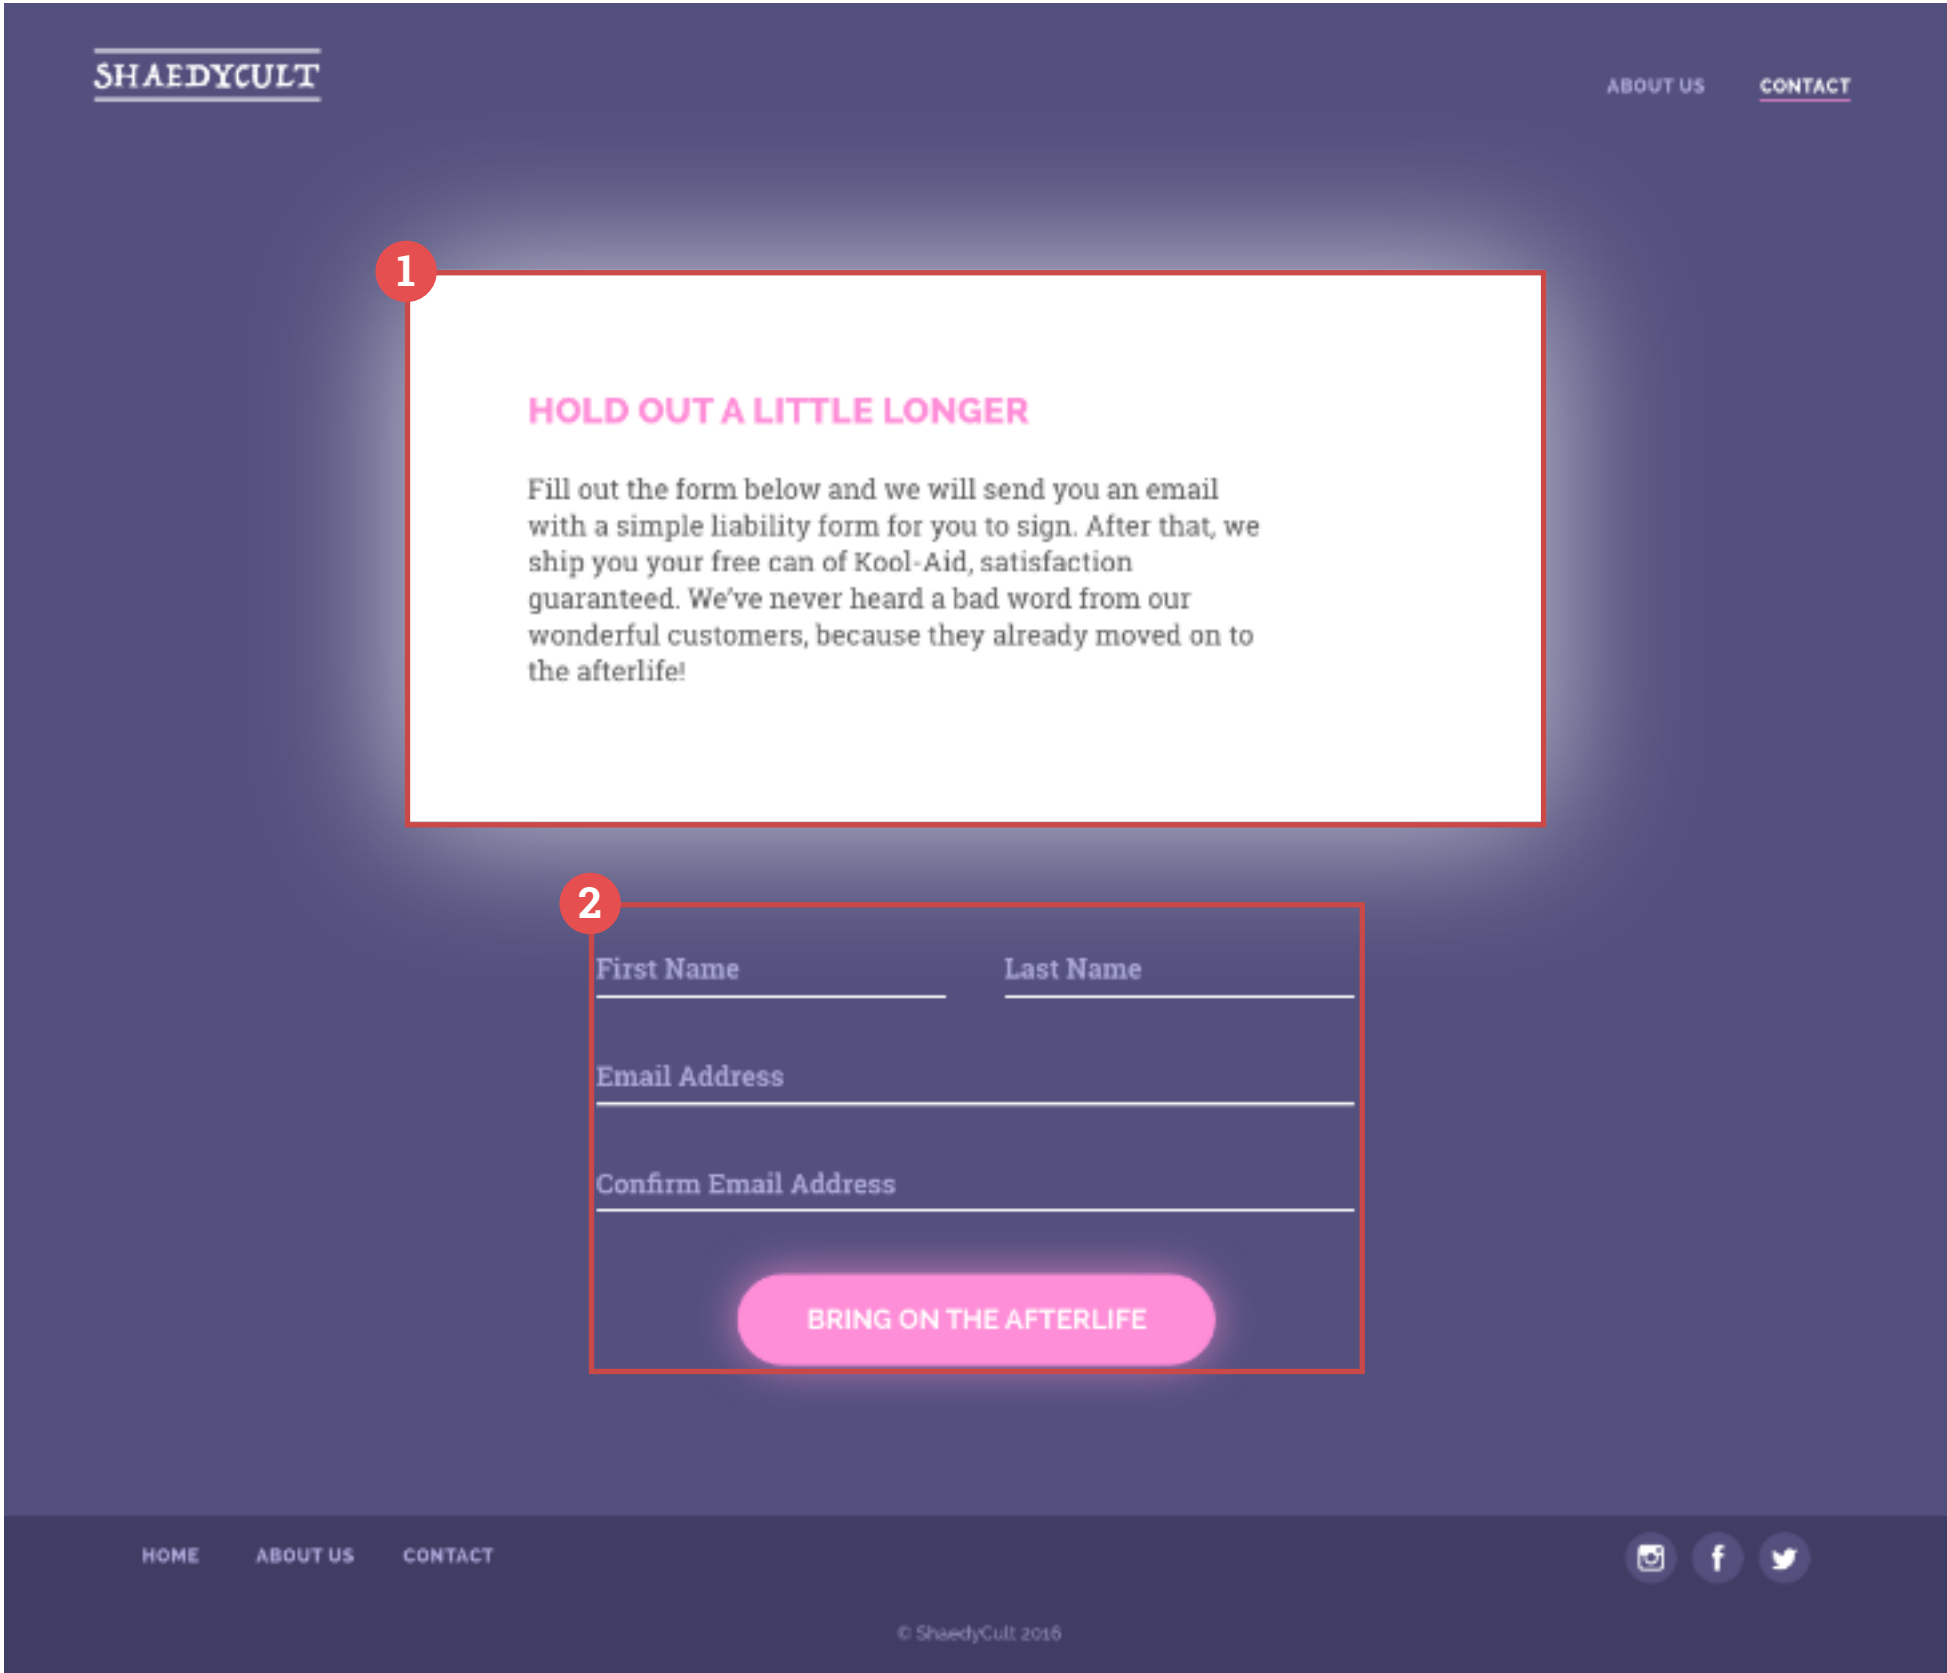 SHAEDYCULT
ABOUT US CONTACT
1
HOLD OUT A LITTLE LONGER
Fill out the form below and we will send you an email
with a simple liability form for you to sign. After that, we
ship you your free can of Kool-Aid, satisfaction
guaranteed. We've never heard a bad word from our
wonderful customers, because they already moved on to
the afterlife!
2
First Name Last Name
Email Address
Confirm Email Address
BRING ON THE AFTERLIFE
HOME ABOUT US CONTACT
© ShaedyCult 2016